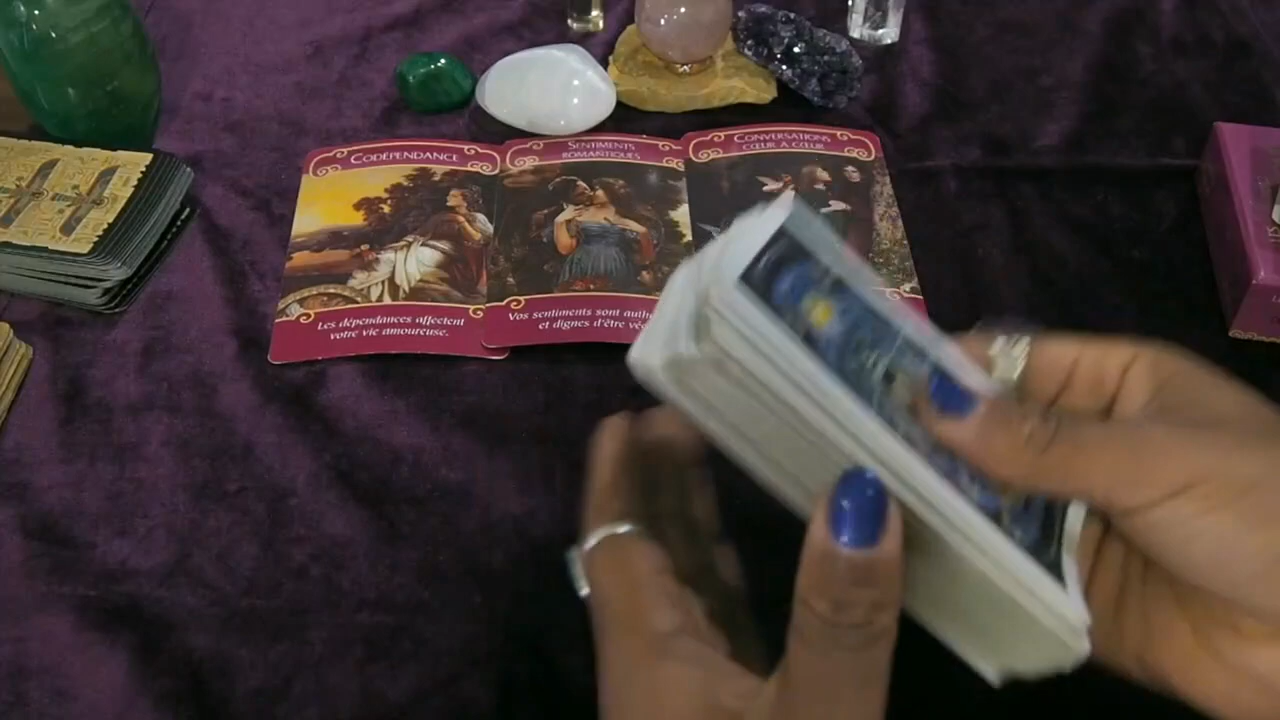 CODÉPENDANCE
SENTIMENTS
ROMANTIQUES
CONVERSATIONS
CŒUR À CŒUR
Les dépendances affectent
votre vie amoureuse.
Vos sentiments sont
et dignes d'être